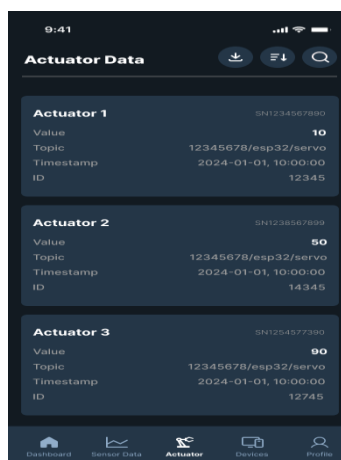 9:41
Actuator Data
Actuator 1 SN1234567890
Value 10
Topic 12345678/esp32/servo
Timestamp 2024-01-01, 10:00:00
ID 12345
Actuator 2 SN1238567899
Value 50
Topic 12345678/esp32/servo
Timestamp 2024-01-01, 10:00:00
ID 14345
Actuator 3 SN1254577390
Value 90
Topic 12345678/esp32/servo
Timestamp 2024-01-01, 10:00:00
ID 12745
Dashboard Sensor Data Actuator Devices Profile